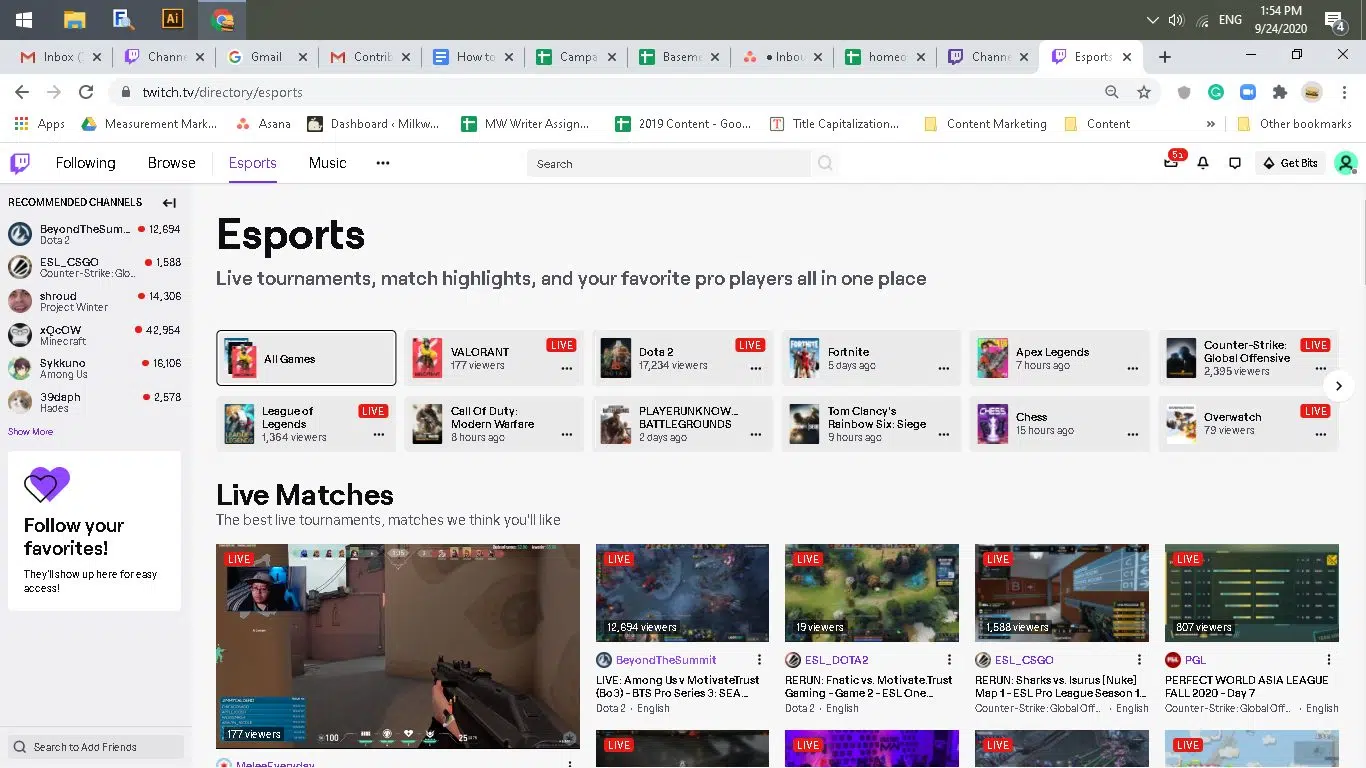 Ai
ENG
1:54 PM
9/24/2020
4
Inbox (
Channe
Gmail
Contrib
How to
Campa
Basem
● Inbou
homeo
Channe
Esports
twitch.tv/directory/esports
Apps
Measurement Mark...
Asana
Dashboard ‹ Milkw...
MW Writer Assign...
2019 Content - Goo...
Title Capitalization...
Content Marketing
Content
»
Other bookmarks
Following
Browse
Esports
Music
Search
Get Bits
RECOMMENDED CHANNELS
BeyondTheSum... 12,694
Dota 2
ESL_CSGO 1,588
Counter-Strike: Glo...
shroud 14,306
Project Winter
xQcOW 42,954
Minecraft
Sykkuno 16,106
Among Us
39daph 2,578
Hades
Show More
Follow your
favorites!
They'll show up here for easy
access!
Search to Add Friends
Esports
Live tournaments, match highlights, and your favorite pro players all in one place
All Games
VALORANT
LIVE
177 viewers
Dota 2
LIVE
17,234 viewers
Fortnite
5 days ago
Apex Legends
7 hours ago
Counter-Strike:
Global Offensive
LIVE
2,395 viewers
League of
Legends
LIVE
1,364 viewers
Call Of Duty:
Modern Warfare
8 hours ago
PLAYERUNKNOW...
BATTLEGROUNDS
2 days ago
Tom Clancy's
Rainbow Six: Siege
9 hours ago
Chess
15 hours ago
Overwatch
LIVE
79 viewers
Live Matches
The best live tournaments, matches we think you'll like
LIVE
177 viewers
100
25
MeleeEveryday
LIVE
12,694 viewers
BeyondTheSummit
LIVE: Among Us v MotivateTrust
(Bo3) - BTS Pro Series 3: SEA...
Dota 2 · English
LIVE
19 viewers
ESL_DOTA2
RERUN: Fnatic vs. Motivate.Trust
Gaming - Game 2 - ESL One...
Dota 2 · English
LIVE
1,588 viewers
ESL_CSGO
RERUN: Sharks vs. Isurus [Nuke]
Map 1 - ESL Pro League Season 1...
Counter-Strike: Global Off... · English
LIVE
807 viewers
PGL
PERFECT WORLD ASIA LEAGUE
FALL 2020 - Day 7
Counter-Strike: Global Off... · English
LIVE
LIVE
LIVE
LIVE